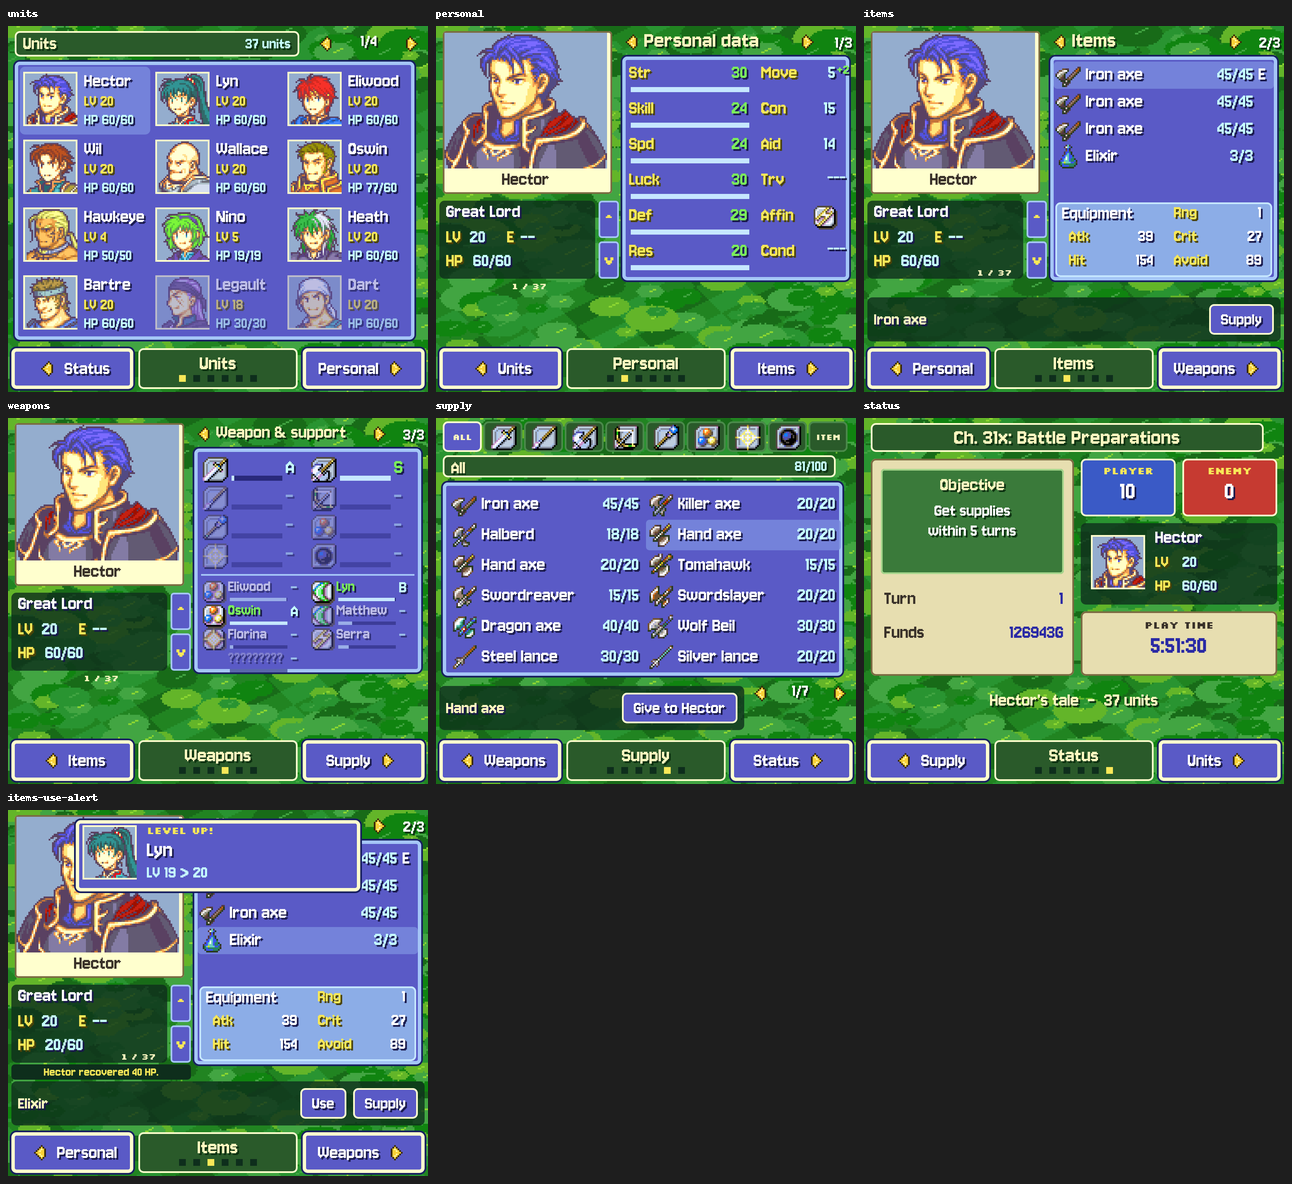 units
Units 37 units 1/4
Hector Lyn Eliwood
LV 20 LV 20 LV 20
HP 60/60 HP 60/60 HP 60/60
Wil Wallace Oswin
LV 20 LV 20 LV 20
HP 60/60 HP 60/60 HP 77/60
Hawkeye Nino Heath
LV 4 LV 5 LV 20
HP 50/50 HP 19/19 HP 60/60
Bartre Legault Dart
LV 20 LV 18 LV 20
HP 60/60 HP 30/30 HP 60/60
Status Units Personal
personal
Personal data 1/3
Str 30 Move 5+2
Skill 24 Con 15
Spd 24 Aid 14
Luck 30 Trv ---
Def 29 Affin
Res 20 Cond ---
Hector
Great Lord
LV 20 E --
HP 60/60
1 / 37
Units Personal Items
items
Items 2/3
Iron axe 45/45 E
Iron axe 45/45
Iron axe 45/45
Elixir 3/3
Hector
Great Lord
LV 20 E --
HP 60/60
1 / 37
Equipment Rng 1
Atk 39 Crit 27
Hit 154 Avoid 89
Iron axe Supply
Personal Items Weapons
weapons
Weapon & support 3/3
A S
- -
- -
- -
Hector
Great Lord
LV 20 E --
HP 60/60
1 / 37
Eliwood - Lyn B
Oswin A Matthew -
Florina - Serra -
????????? -
Items Weapons Supply
supply
ALL ITEM
All 81/100
Iron axe 45/45 Killer axe 20/20
Halberd 18/18 Hand axe 20/20
Hand axe 20/20 Tomahawk 15/15
Swordreaver 15/15 Swordslayer 20/20
Dragon axe 40/40 Wolf Beil 30/30
Steel lance 30/30 Silver lance 20/20
Hand axe Give to Hector 1/7
Weapons Supply Status
status
Ch. 31x: Battle Preparations
Objective
Get supplies
within 5 turns
PLAYER ENEMY
10 0
Hector
LV 20
HP 60/60
Turn 1
Funds 126943G
PLAY TIME
5:51:30
Hector's tale - 37 units
Supply Status Units
items-use-alert
LEVEL UP!
Lyn
LV 19 > 20
2/3
45/45 E
45/45
Iron axe 45/45
Elixir 3/3
Hector
Great Lord
LV 20 E --
HP 20/60
1 / 37
Hector recovered 40 HP.
Equipment Rng 1
Atk 39 Crit 27
Hit 154 Avoid 89
Elixir Use Supply
Personal Items Weapons